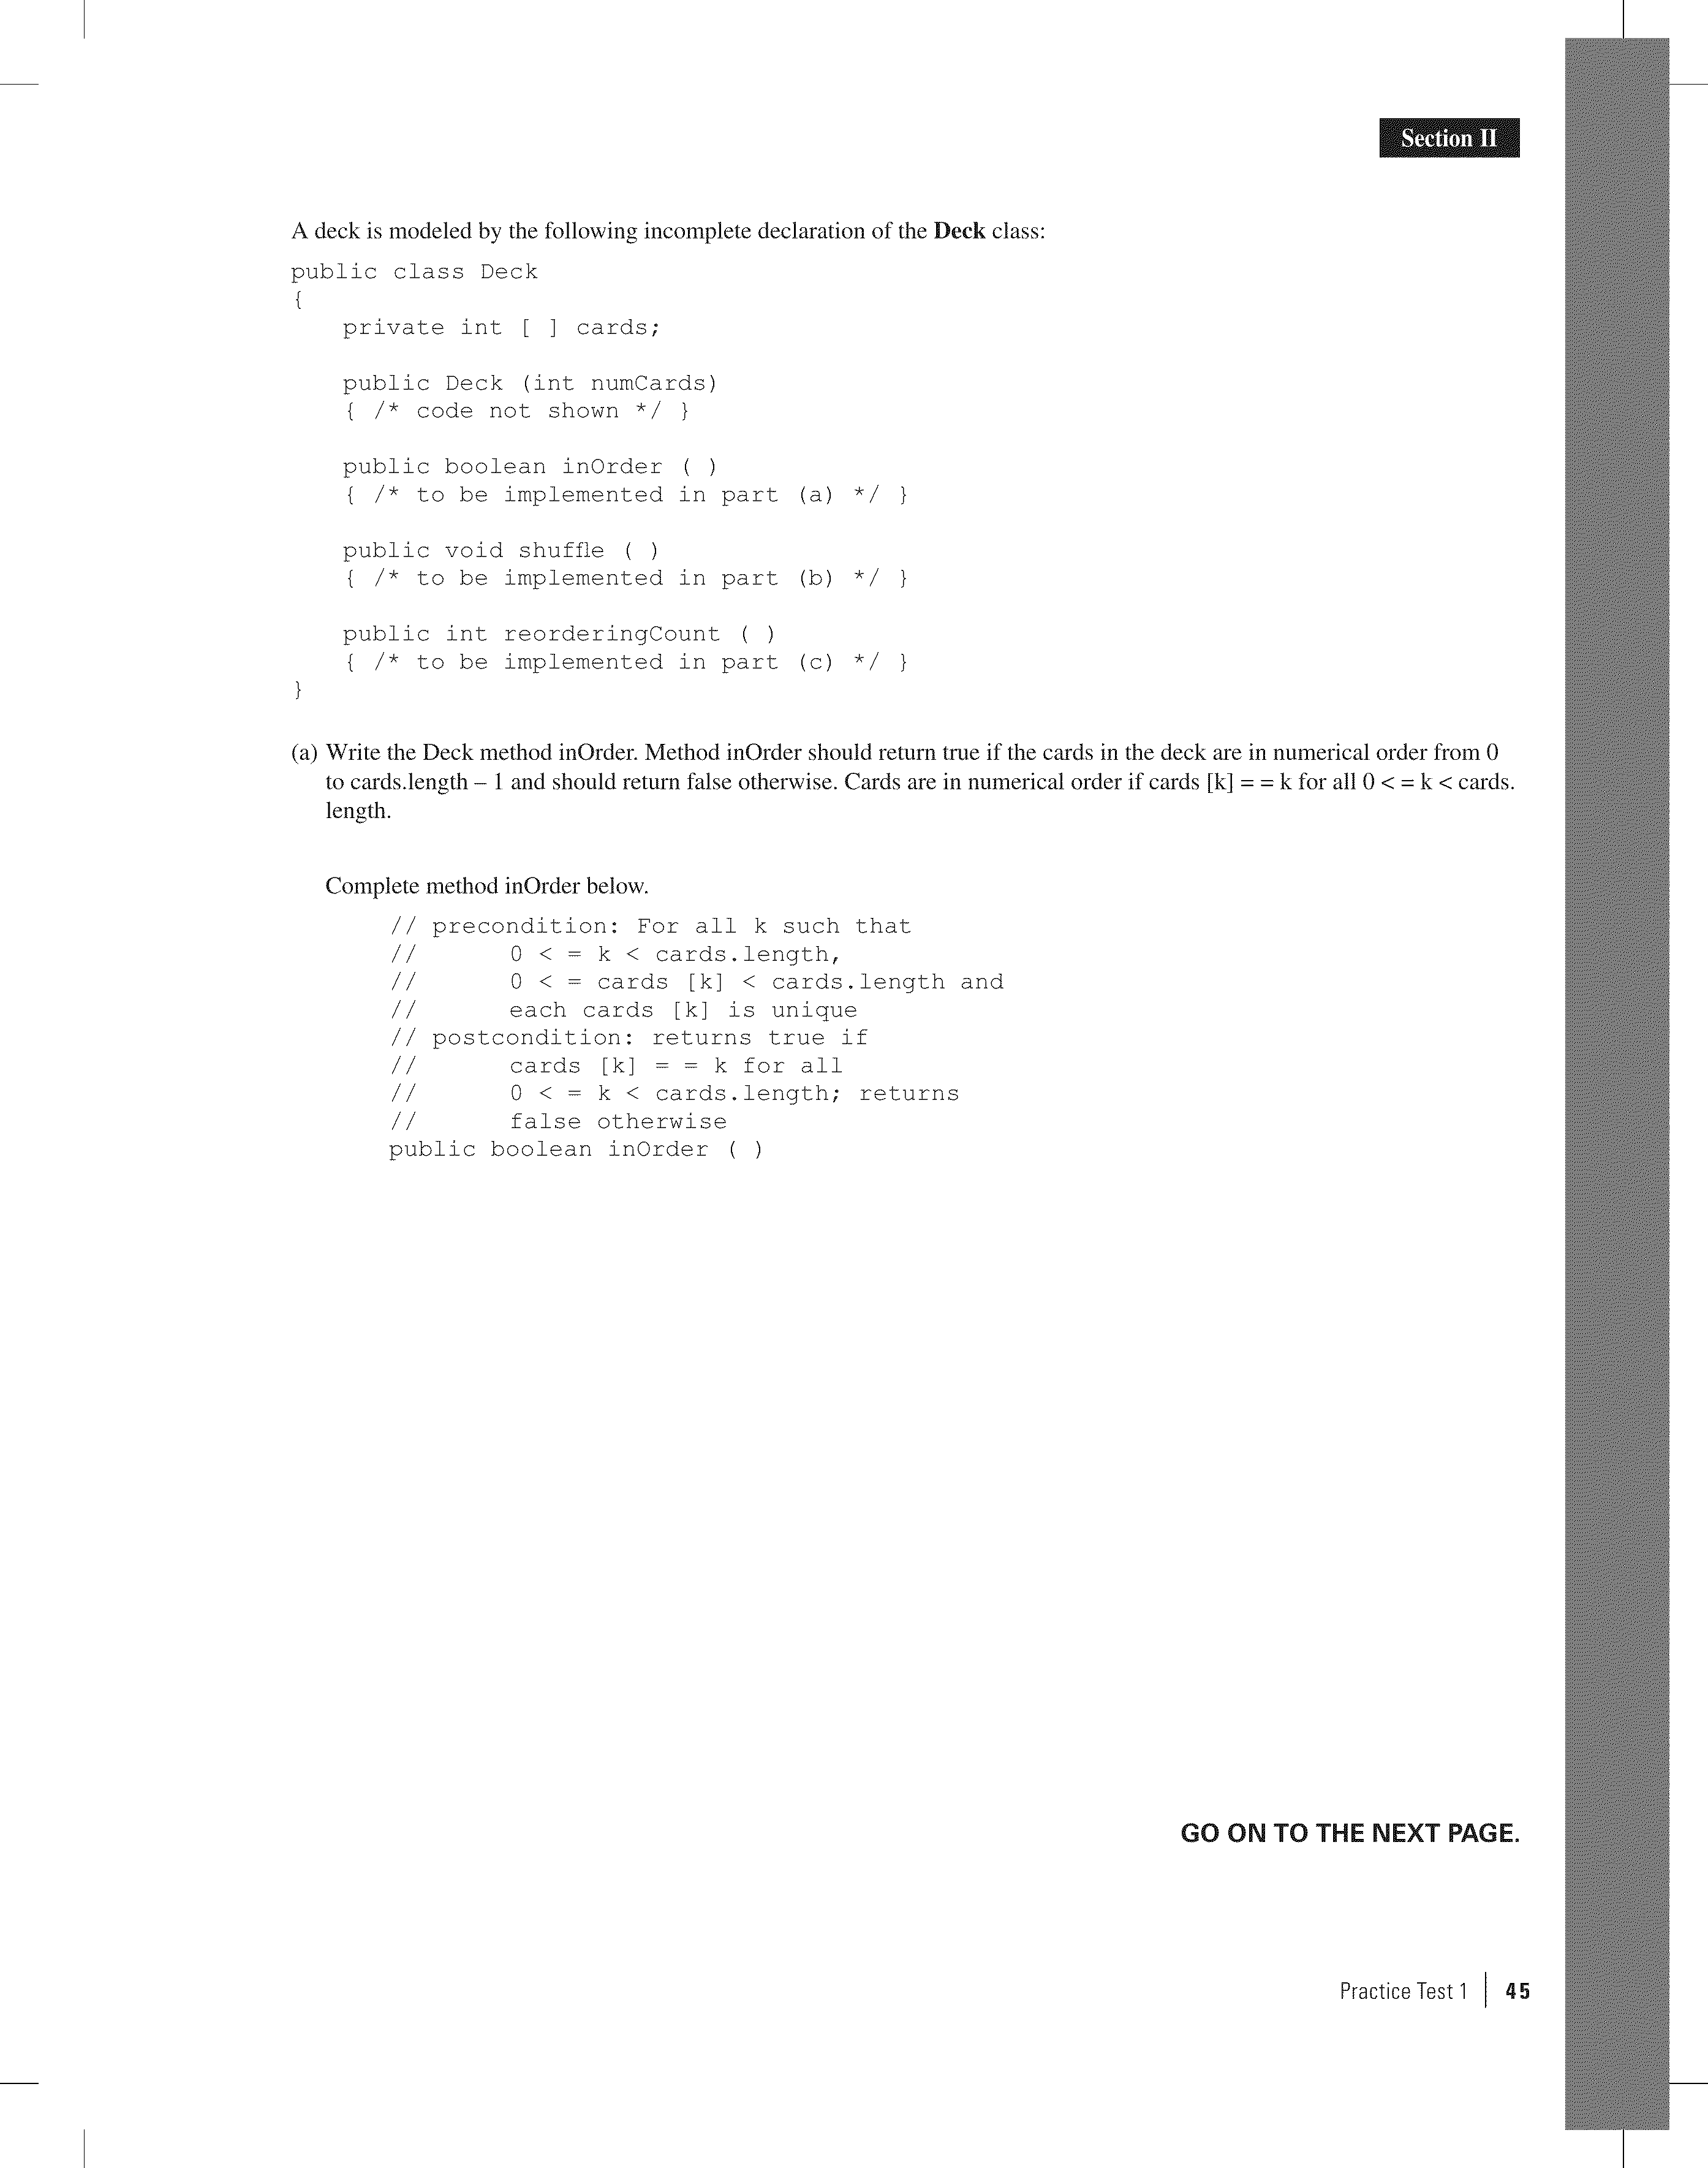 Section II
A deck is modeled by the following incomplete declaration of the Deck class:
public class Deck
{
private int [ ] cards;
public Deck (int numCards)
{ /* code not shown */ }
public boolean inOrder ( )
{ /* to be implemented in part (a) */ }
public void shuffle ( )
{ /* to be implemented in part (b) */ }
public int reorderingCount ( )
{ /* to be implemented in part (c) */ }
}
(a) Write the Deck method inOrder. Method inOrder should return true if the cards in the deck are in numerical order from 0
to cards.length – 1 and should return false otherwise. Cards are in numerical order if cards [k] = = k for all 0 < = k < cards.
length.
Complete method inOrder below.
// precondition: For all k such that
// 0 < = k < cards.length,
// 0 < = cards [k] < cards.length and
// each cards [k] is unique
// postcondition: returns true if
// cards [k] = = k for all
// 0 < = k < cards.length; returns
// false otherwise
public boolean inOrder ( )
GO ON TO THE NEXT PAGE.
Practice Test 1 | 45